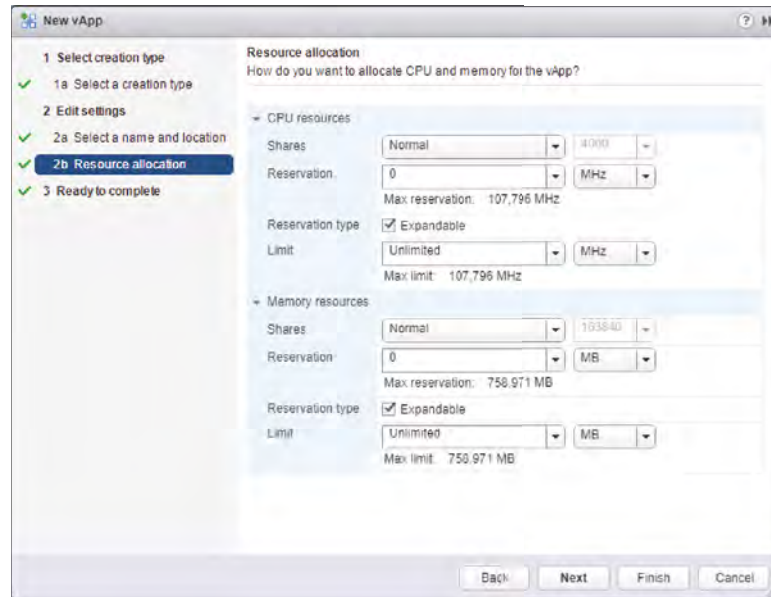 New vApp
1 Select creation type
1a Select a creation type
2 Edit settings
2a Select a name and location
2b Resource allocation
3 Ready to complete
Resource allocation
How do you want to allocate CPU and memory for the vApp?
CPU resources
Shares Normal 4000
Reservation 0 MHz
Max reservation: 107,796 MHz
Reservation type Expandable
Limit Unlimited MHz
Max limit: 107,796 MHz
Memory resources
Shares Normal 163840
Reservation 0 MB
Max reservation: 758,971 MB
Reservation type Expandable
Limit Unlimited MB
Max limit: 758,971 MB
Back Next Finish Cancel